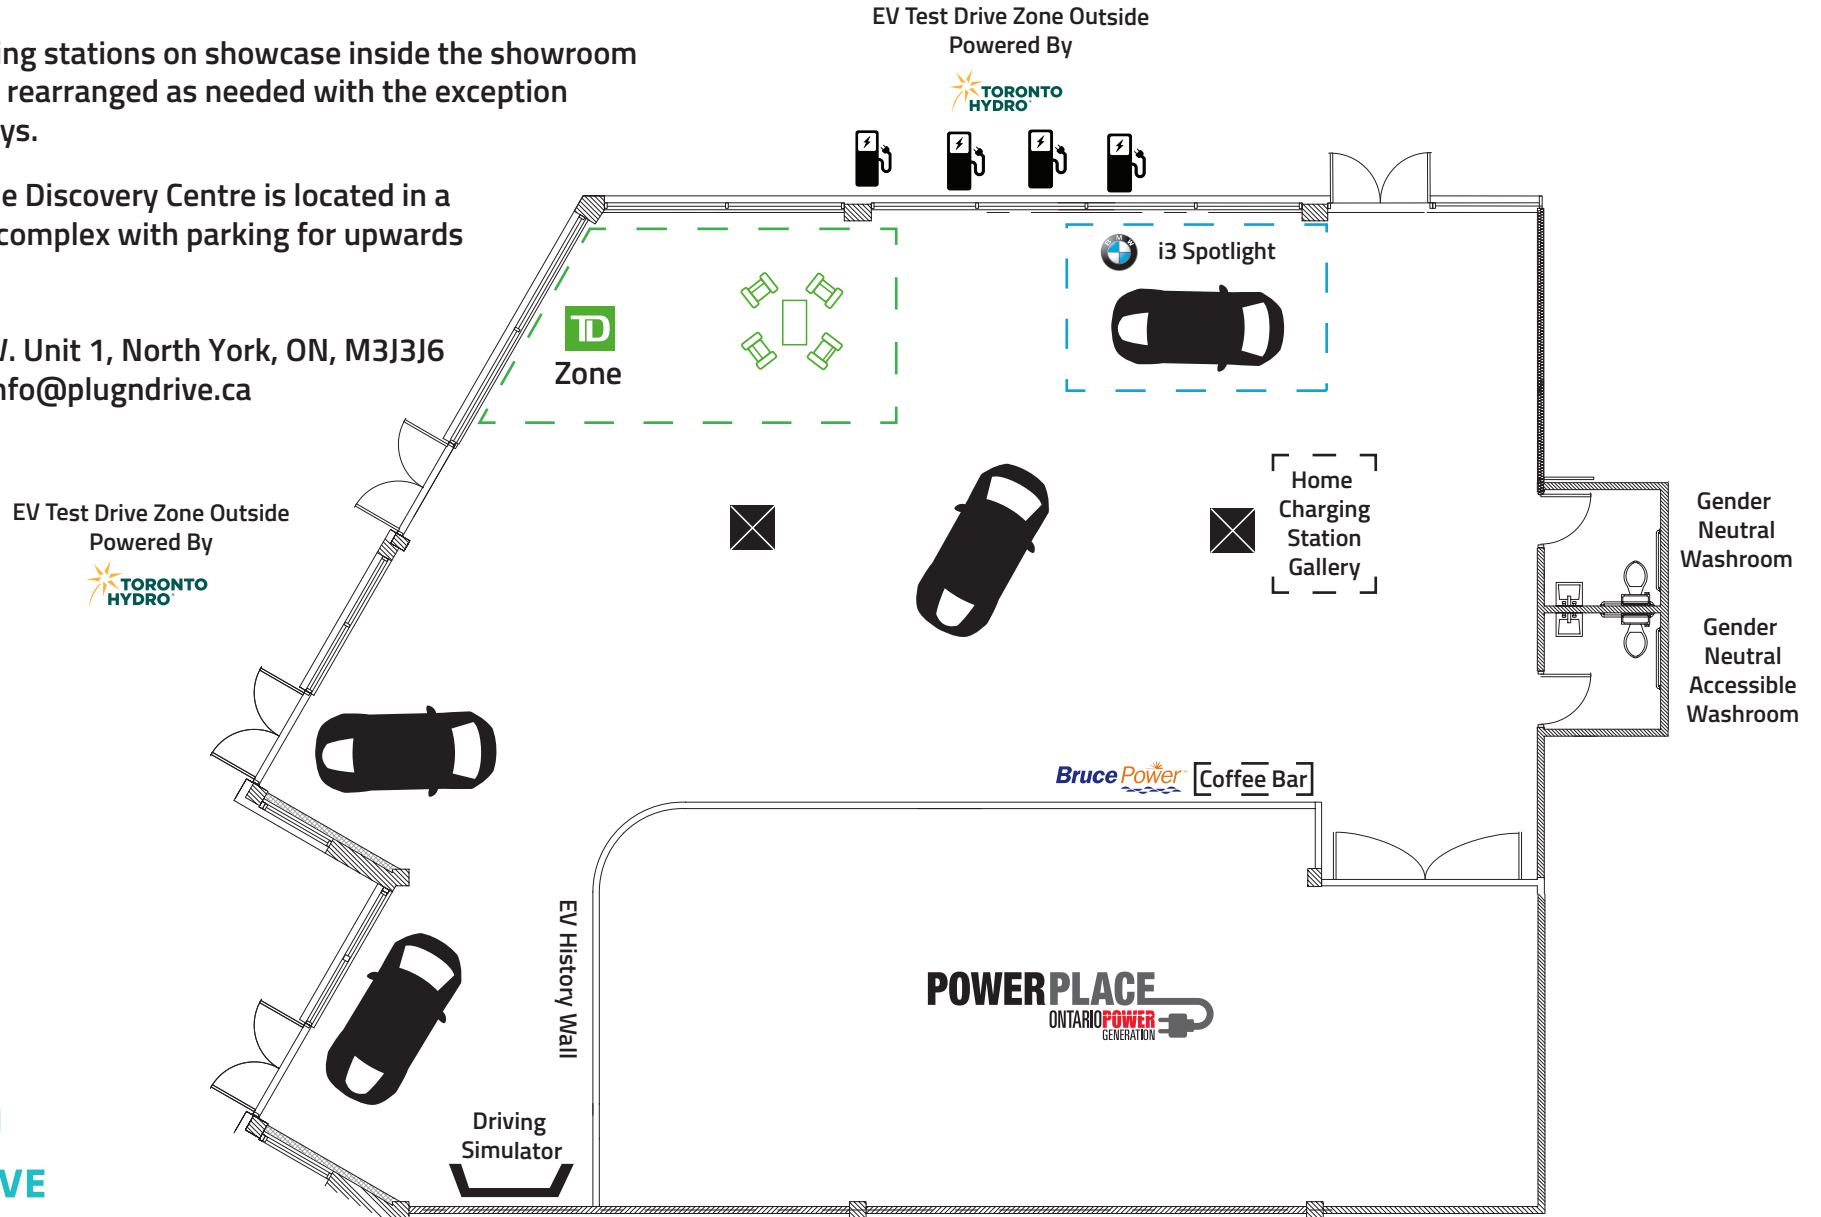 EV Test Drive Zone Outside
Powered By
TORONTO
HYDRO
ing stations on showcase inside the showroom
rearranged as needed with the exception
ys.
e Discovery Centre is located in a
complex with parking for upwards
. Unit 1, North York, ON, M3J3J6
nfo@plugndrive.ca
BMW
i3 Spotlight
TD
Zone
Home
Charging
Station
Gallery
EV Test Drive Zone Outside
Powered By
TORONTO
HYDRO
Gender
Neutral
Washroom
Gender
Neutral
Accessible
Washroom
Bruce Power
Coffee Bar
EV History Wall
POWERPLACE
ONTARIOPOWER
GENERATION
Driving
Simulator
VE